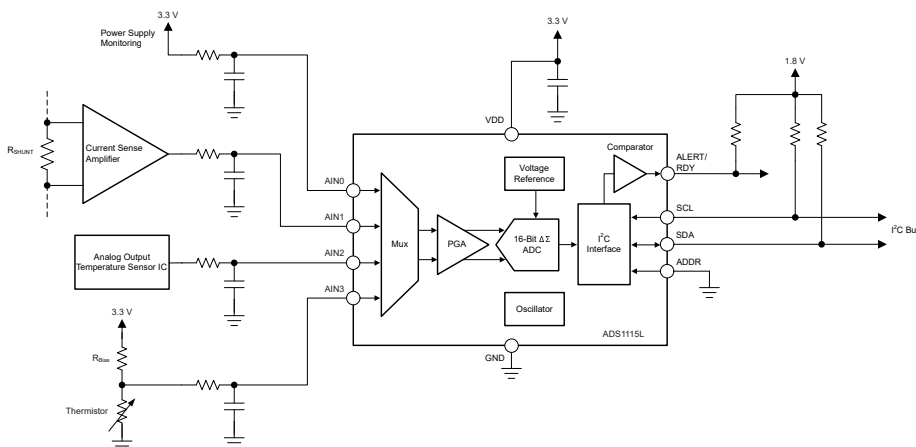 3.3 V
Power Supply
Monitoring
3.3 V
1.8 V
VDD
RSHUNT
Current Sense
Amplifier
Comparator
ALERT/
RDY
Voltage
Reference
AIN0
AIN1
AIN2
AIN3
Mux
PGA
16-Bit ΔΣ
ADC
I²C
Interface
SCL
SDA
ADDR
I²C Bu
Analog Output
Temperature Sensor IC
Oscillator
ADS1115L
GND
3.3 V
RBias
Thermistor